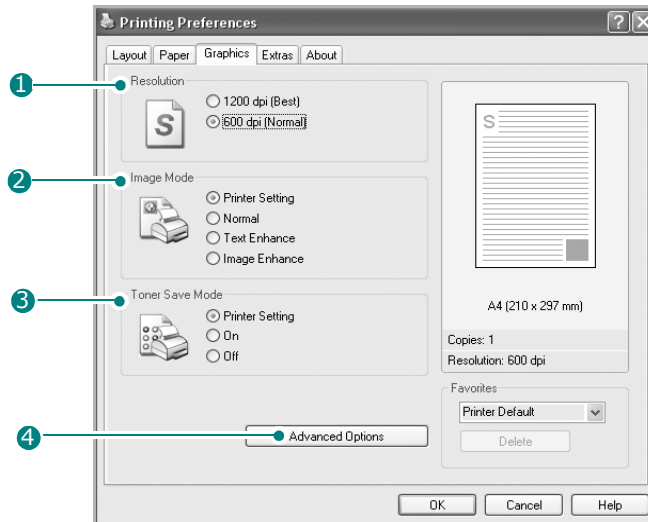 Printing Preferences
Layout Paper Graphics Extras About
1
Resolution
1200 dpi (Best)
600 dpi (Normal)
S
2
Image Mode
Printer Setting
Normal
Text Enhance
Image Enhance
3
Toner Save Mode
Printer Setting
On
Off
4
Advanced Options
S
A4 (210 x 297 mm)
Copies: 1
Resolution: 600 dpi
Favorites
Printer Default
Delete
OK Cancel Help